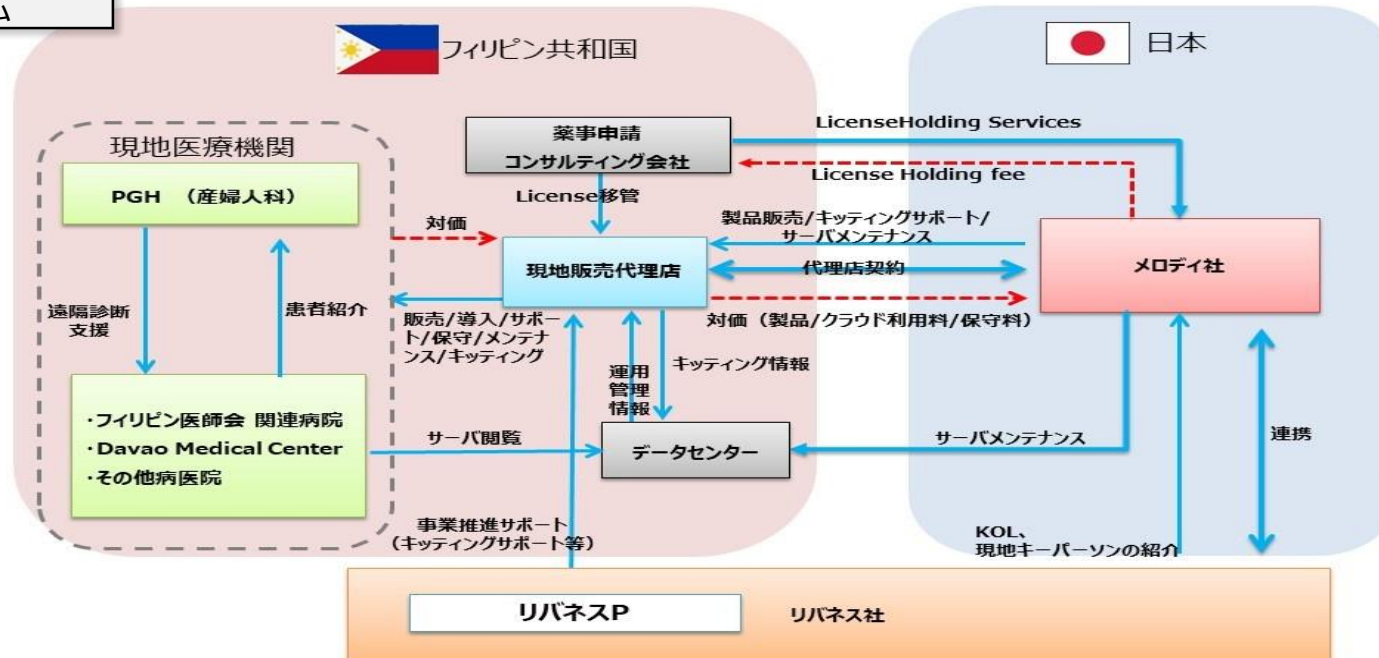 ム
フィリピン共和国
日本
現地医療機関
PGH （産婦人科）
遠隔診断
支援
患者紹介
・フィリピン医師会 関連病院
・Davao Medical Center
・その他病医院
薬事申請
コンサルティング会社
License移管
対価
現地販売代理店
販売/導入/サポー
ト/保守/メンテナ
ンス/キッティング
運用
管理
情報
キッティング情報
サーバ閲覧
データセンター
LicenseHolding Services
License Holding fee
製品販売/キッティングサポート/
サーバメンテナンス
代理店契約
対価（製品/クラウド利用料/保守料）
メロディ社
サーバメンテナンス
連携
事業推進サポート
（キッティングサポート等）
KOL、
現地キーパーソンの紹介
リバネスP
リバネス社